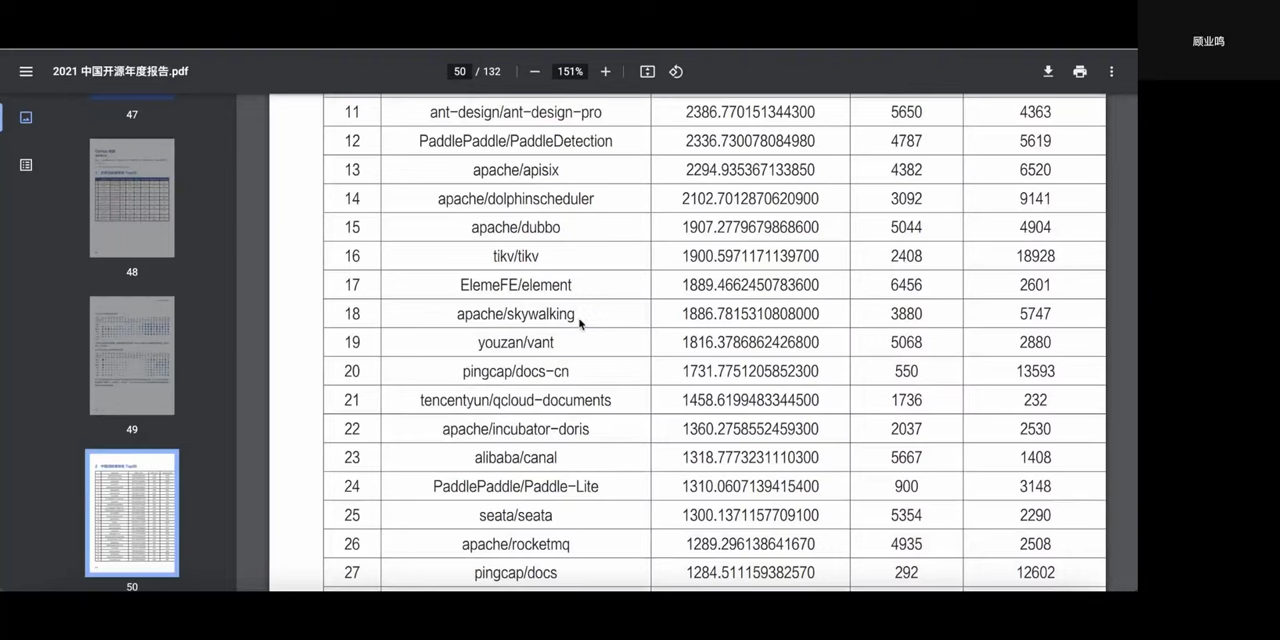 顾业鸣
2021 中国开源年度报告.pdf
50 / 132
151%
47
48
49
50
11 ant-design/ant-design-pro 2386.770151344300 5650 4363
12 PaddlePaddle/PaddleDetection 2336.730078084980 4787 5619
13 apache/apisix 2294.935367133850 4382 6520
14 apache/dolphinscheduler 2102.7012870620900 3092 9141
15 apache/dubbo 1907.2779679868600 5044 4904
16 tikv/tikv 1900.5971171139700 2408 18928
17 ElemeFE/element 1889.4662450783600 6456 2601
18 apache/skywalking 1886.7815310808000 3880 5747
19 youzan/vant 1816.3786862426800 5068 2880
20 pingcap/docs-cn 1731.7751205852300 550 13593
21 tencentyun/qcloud-documents 1458.6199483344500 1736 232
22 apache/incubator-doris 1360.2758552459300 2037 2530
23 alibaba/canal 1318.7773231110300 5667 1408
24 PaddlePaddle/Paddle-Lite 1310.0607139415400 900 3148
25 seata/seata 1300.1371157709100 5354 2290
26 apache/rocketmq 1289.296138641670 4935 2508
27 pingcap/docs 1284.511159382570 292 12602